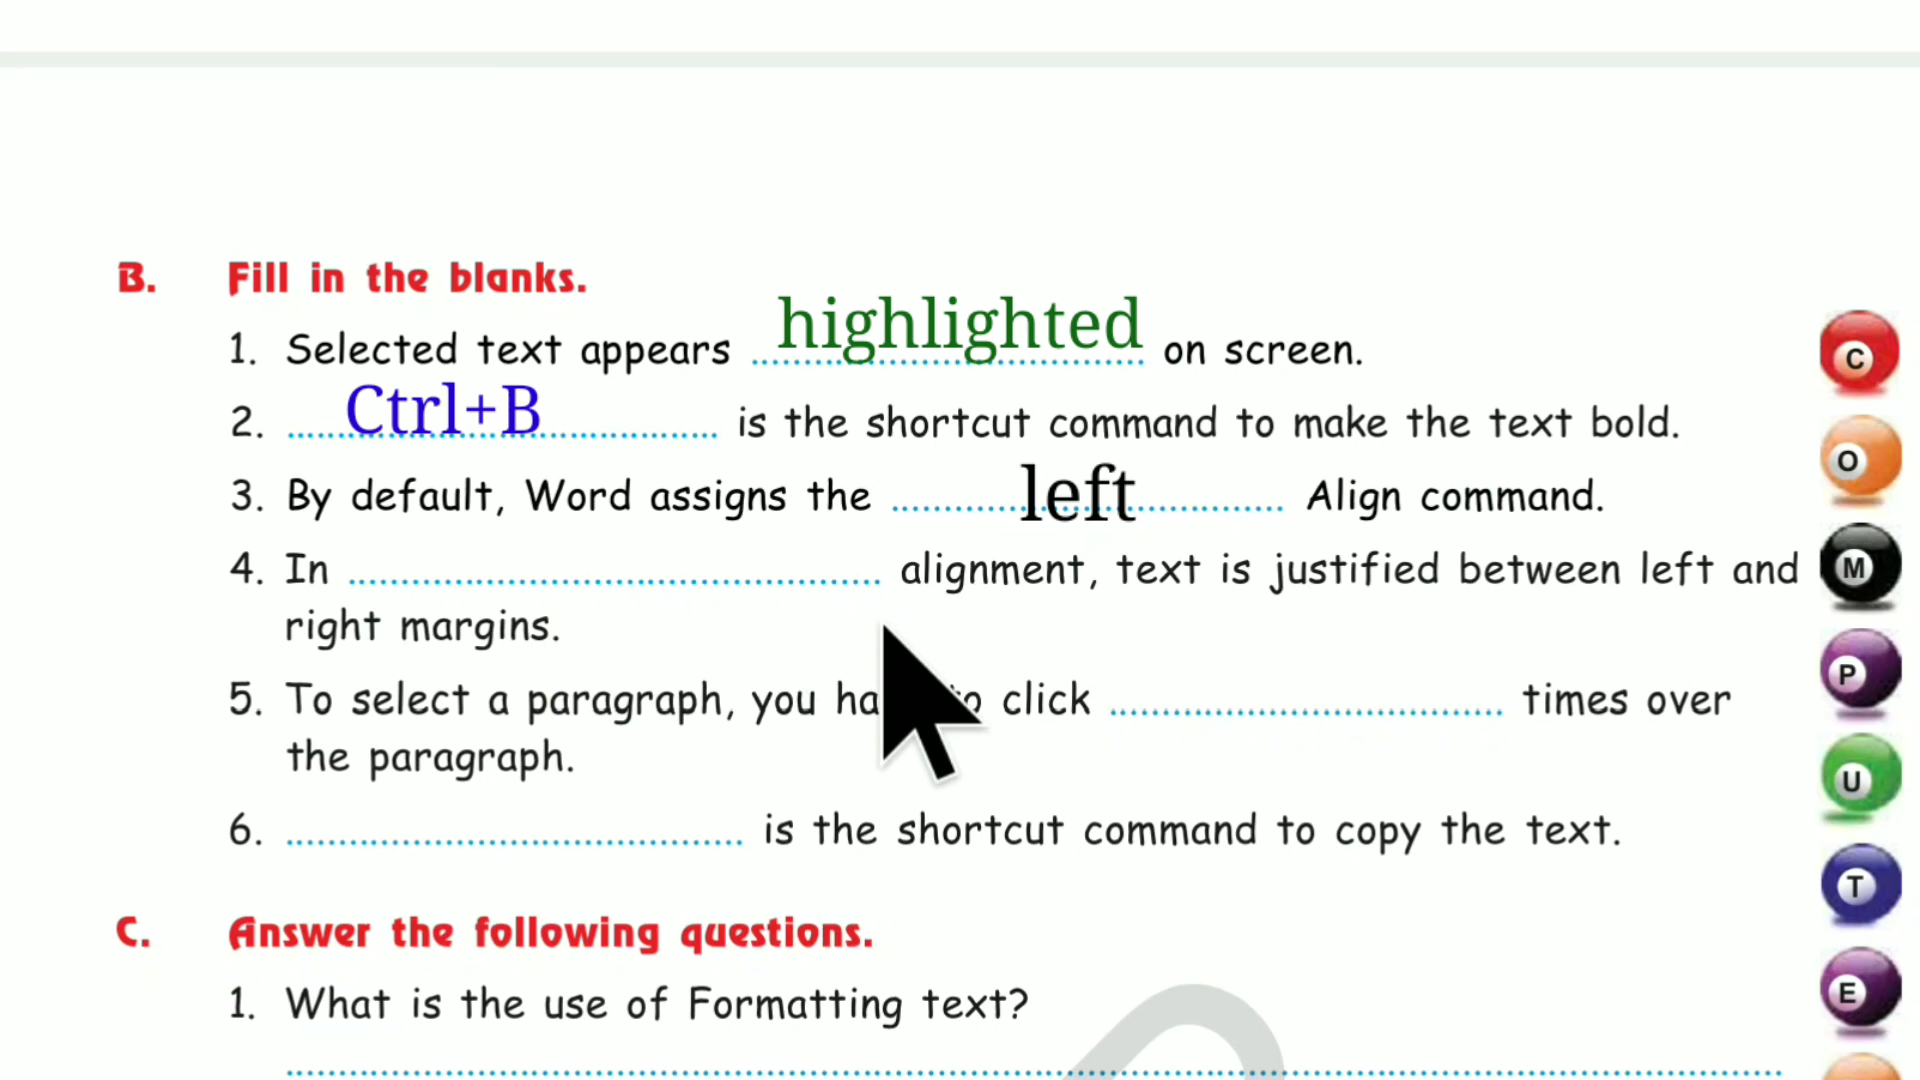 B. Fill in the blanks.
1. Selected text appears highlighted on screen.
2. Ctrl+B is the shortcut command to make the text bold.
3. By default, Word assigns the left Align command.
4. In ........................................ alignment, text is justified between left and
right margins.
5. To select a paragraph, you ha o click ........................................ times over
the paragraph.
6. ........................................ is the shortcut command to copy the text.
C. Answer the following questions.
1. What is the use of Formatting text?
C
O
M
P
U
T
E